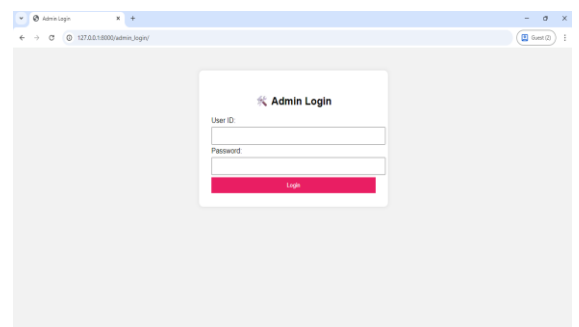 Admin Login
127.0.0.1:8000/admin_login/
Guest (2)
🛠 Admin Login
User ID:
Password:
Login